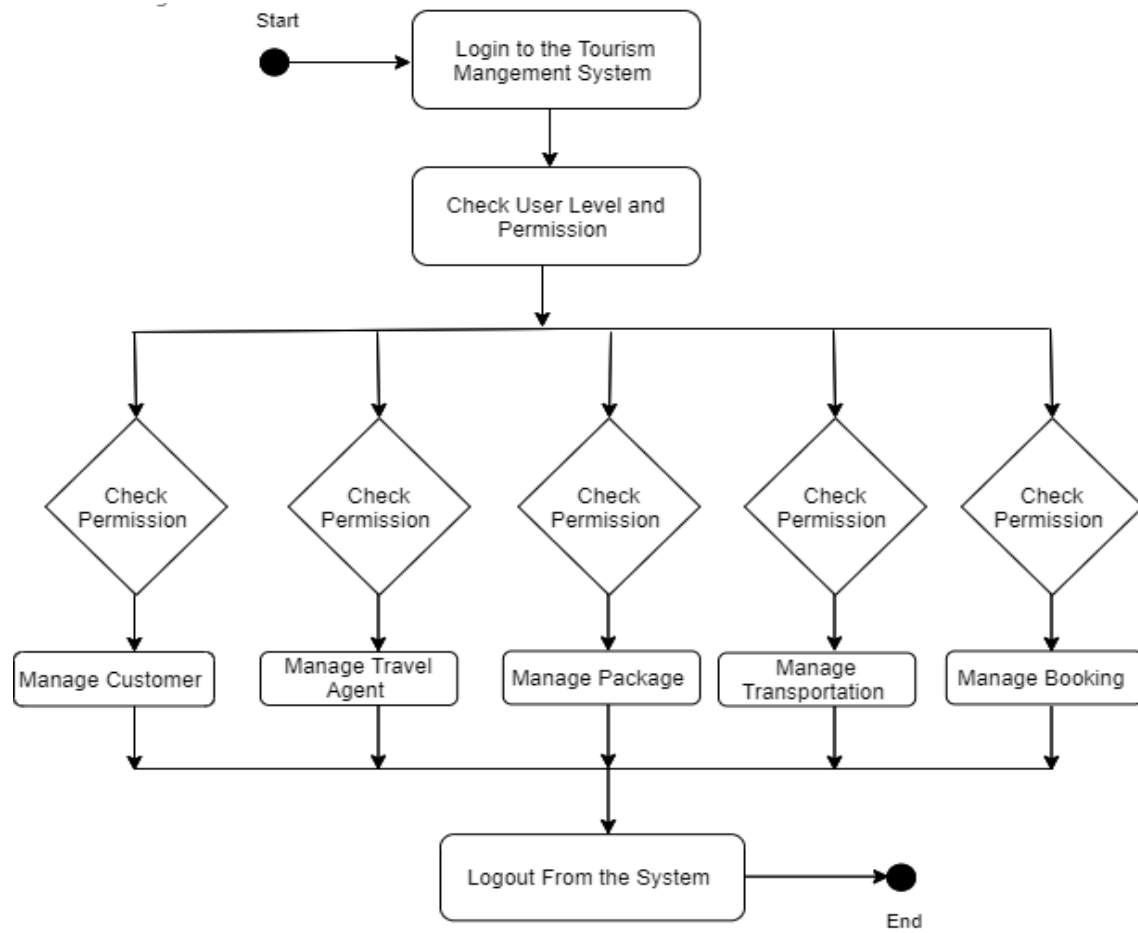 Start
Login to the Tourism
Mangement System
Check User Level and
Permission
Check
Permission
Check
Permission
Check
Permission
Check
Permission
Check
Permission
Manage Customer
Manage Travel
Agent
Manage Package
Manage
Transportation
Manage Booking
Logout From the System
End